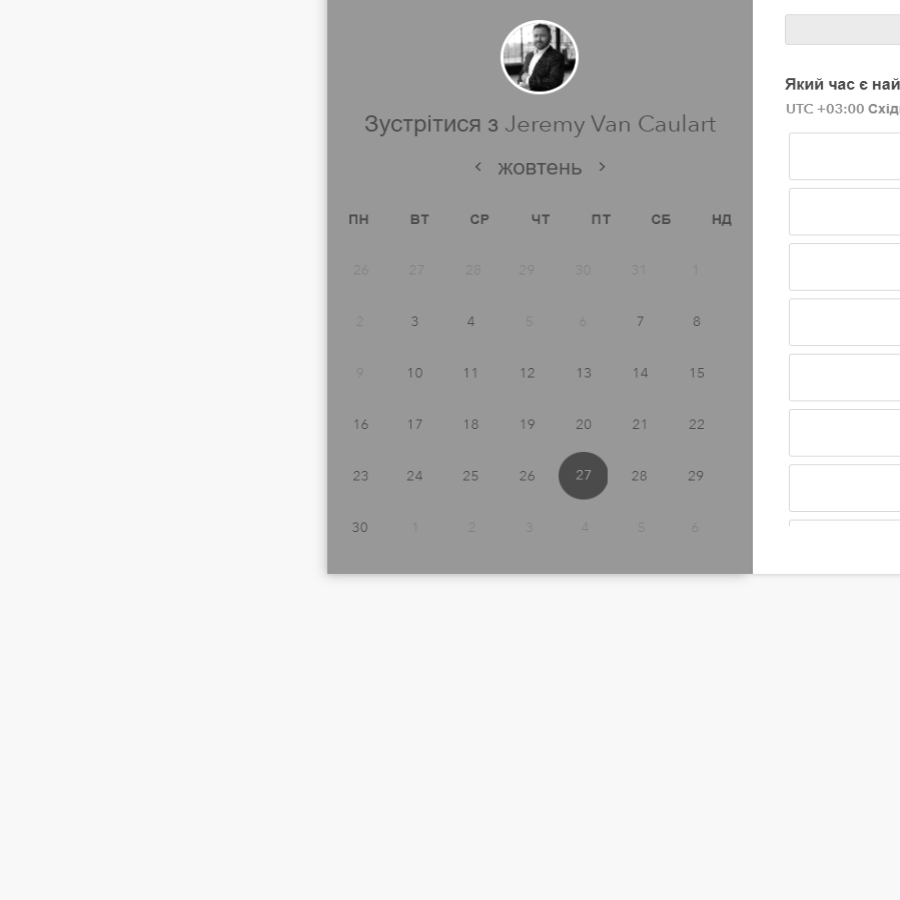 Зустрітися з Jeremy Van Caulart
‹ жовтень ›
ПН ВТ СР ЧТ ПТ СБ НД
26 27 28 29 30 31 1
2 3 4 5 6 7 8
9 10 11 12 13 14 15
16 17 18 19 20 21 22
23 24 25 26 27 28 29
30 1 2 3 4 5 6
Який час є най
UTC +03:00